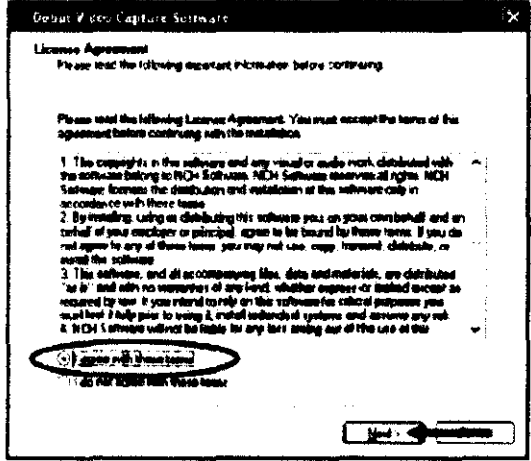 Debut Video Capture Software
License Agreement
Please read the following important information before continuing.
Please read the following License Agreement. You must accept the terms of this
agreement before continuing with the installation.
1. The copyrights in this software and any visual or audio work distributed with
the software belong to NCH Software. NCH Software reserves all rights. NCH
Software licenses the distribution and installation of this software only in
accordance with these terms
2. By installing, using or distributing this software you, on your own behalf and on
behalf of your employer or principal, agree to be bound by these terms. If you do
not agree to any of these terms, you may not use, copy, transmit, distribute, or
install this software.
3. This software, and all accompanying files, data and materials, are distributed
"as is" and with no warranties of any kind, whether express or implied except as
required by law. If you intend to rely on this software for critical purposes you
must test it fully prior to using it, install redundant systems and assume any risk
4. NCH Software will not be liable for any loss arising out of the use of this
I agree with these terms
I do not agree with these terms
Next >